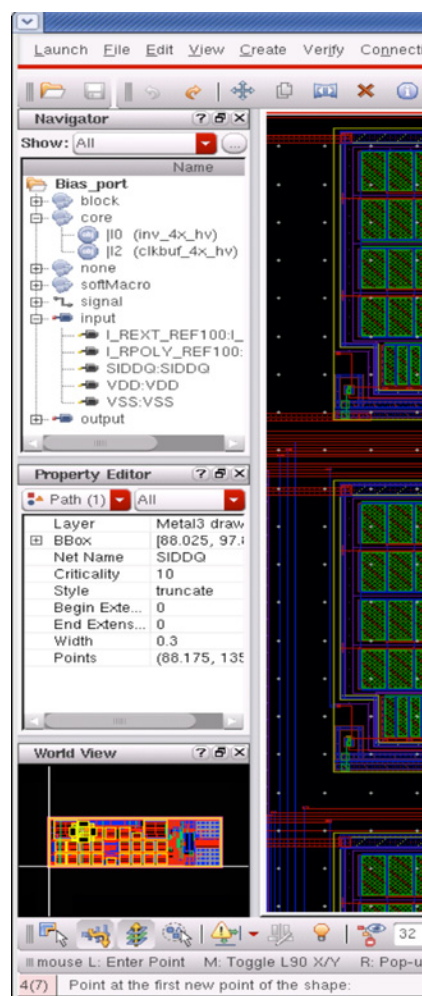 Launch File Edit View Create Verify Connecti
Navigator
Show: All
Name
Bias_port
block
core
|I0 (inv_4x_hv)
|I2 (clkbuf_4x_hv)
none
softMacro
signal
input
I_REXT_REF100:I_
I_RPOLY_REF100:
SIDDQ:SIDDQ
VDD:VDD
VSS:VSS
output
Property Editor
Path (1) All
Layer Metal3 draw
BBox [88.025, 97.8
Net Name SIDDQ
Criticality 10
Style truncate
Begin Exte... 0
End Extens... 0
Width 0.3
Points (88.175, 135
World View
32
mouse L: Enter Point M: Toggle L90 X/Y R: Pop-u
4(7) Point at the first new point of the shape: